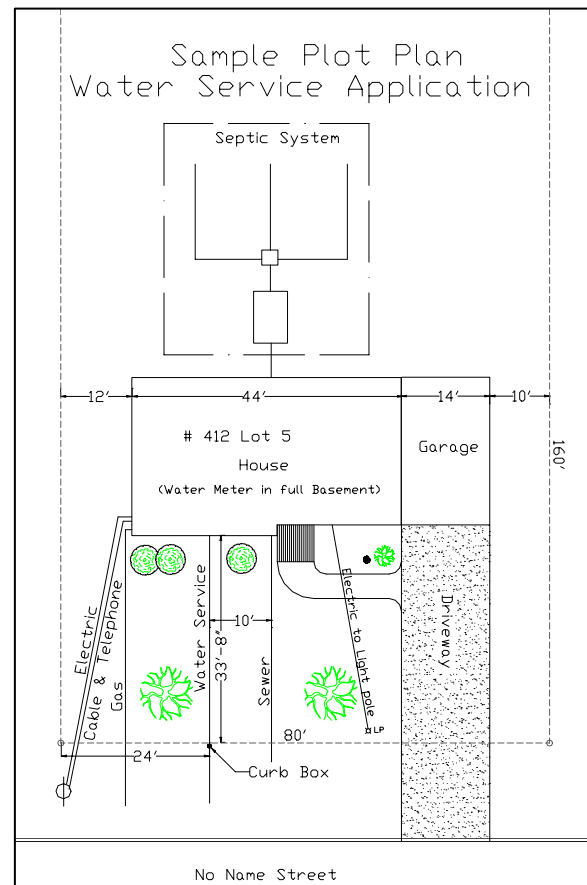 Sample Plot Plan
Water Service Application
Septic System
12'
44'
14'
10'
# 412 Lot 5
House
(Water Meter in full Basement)
Garage
160'
Electric
Cable & Telephone
Gas
Water Service
10'
33'-8"
Sewer
Electric to Light pole
LP
Driveway
80'
24'
Curb Box
No Name Street